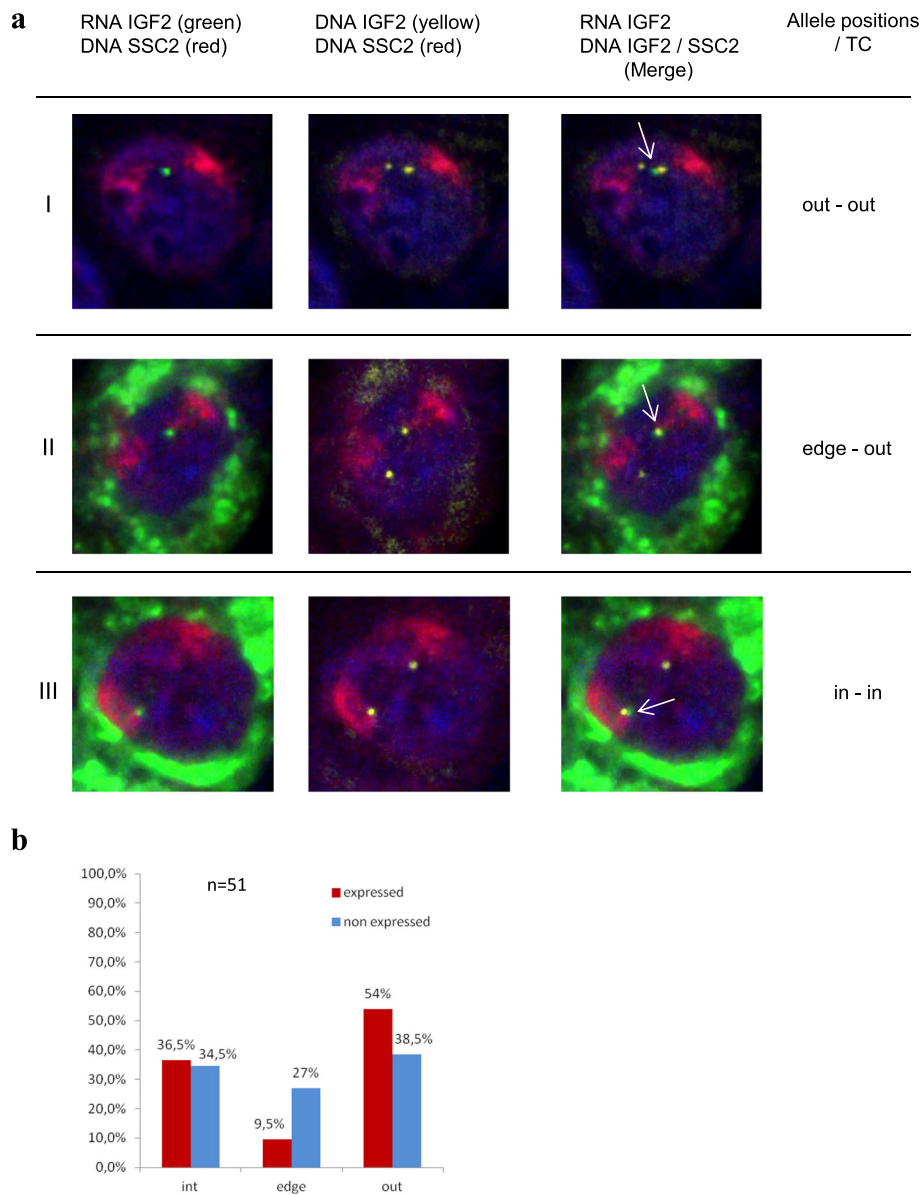 a
RNA IGF2 (green)
DNA SSC2 (red)
DNA IGF2 (yellow)
DNA SSC2 (red)
RNA IGF2
DNA IGF2 / SSC2
(Merge)
Allele positions
/ TC
I
out - out
II
edge - out
III
in - in
b
n=51
expressed
non expressed
100,0%
90,0%
80,0%
70,0%
60,0%
50,0%
40,0%
30,0%
20,0%
10,0%
0,0%
36,5%
34,5%
9,5%
27%
54%
38,5%
int
edge
out